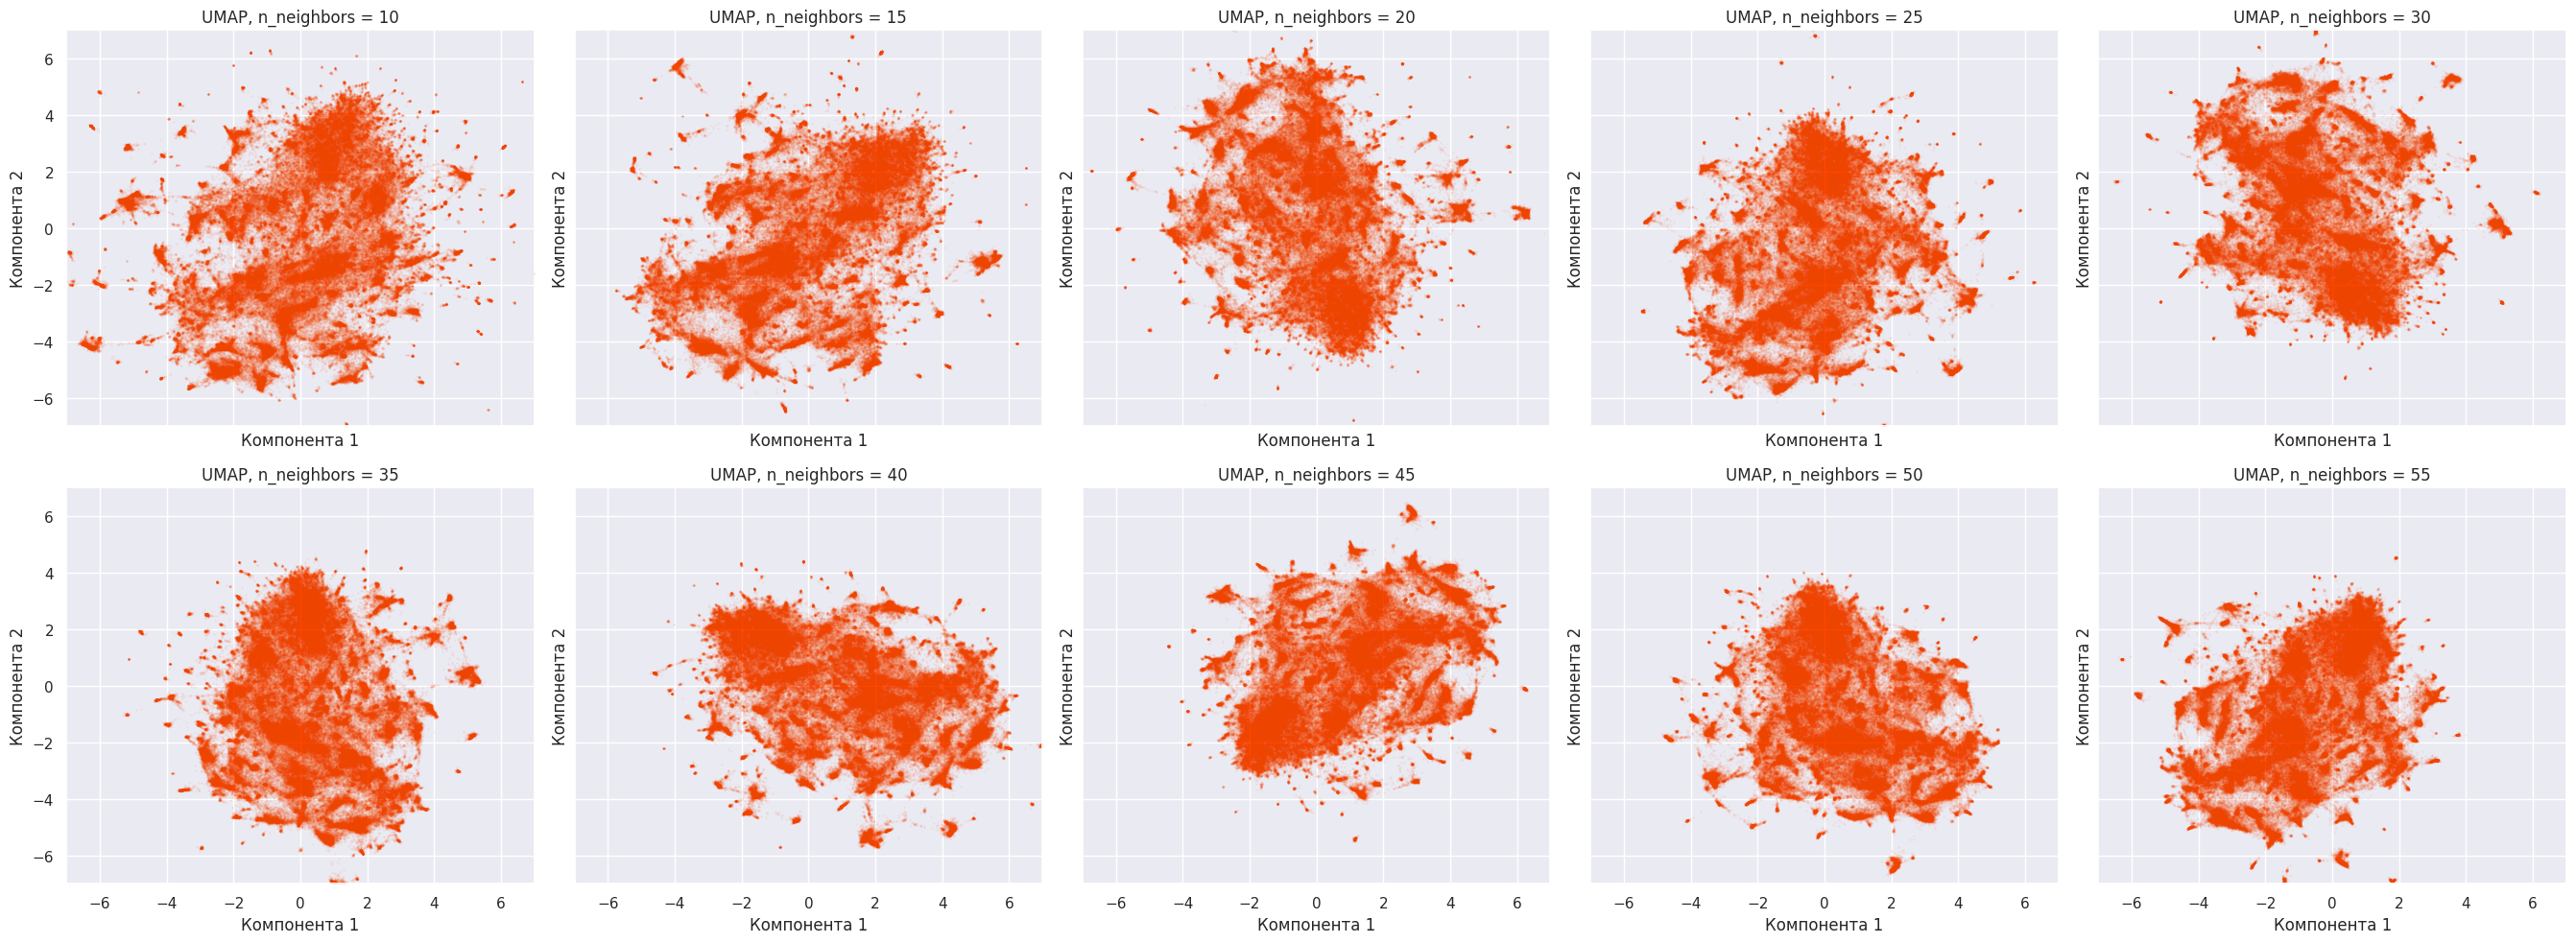 UMAP, n_neighbors = 10
UMAP, n_neighbors = 15
UMAP, n_neighbors = 20
UMAP, n_neighbors = 25
UMAP, n_neighbors = 30
Компонента 2
6
4
2
0
−2
−4
−6
Компонента 2
Компонента 2
Компонента 2
Компонента 2
Компонента 1
Компонента 1
Компонента 1
Компонента 1
Компонента 1
UMAP, n_neighbors = 35
UMAP, n_neighbors = 40
UMAP, n_neighbors = 45
UMAP, n_neighbors = 50
UMAP, n_neighbors = 55
Компонента 2
6
4
2
0
−2
−4
−6
Компонента 2
Компонента 2
Компонента 2
Компонента 2
−6 −4 −2 0 2 4 6
−6 −4 −2 0 2 4 6
−6 −4 −2 0 2 4 6
−6 −4 −2 0 2 4 6
−6 −4 −2 0 2 4 6
Компонента 1
Компонента 1
Компонента 1
Компонента 1
Компонента 1